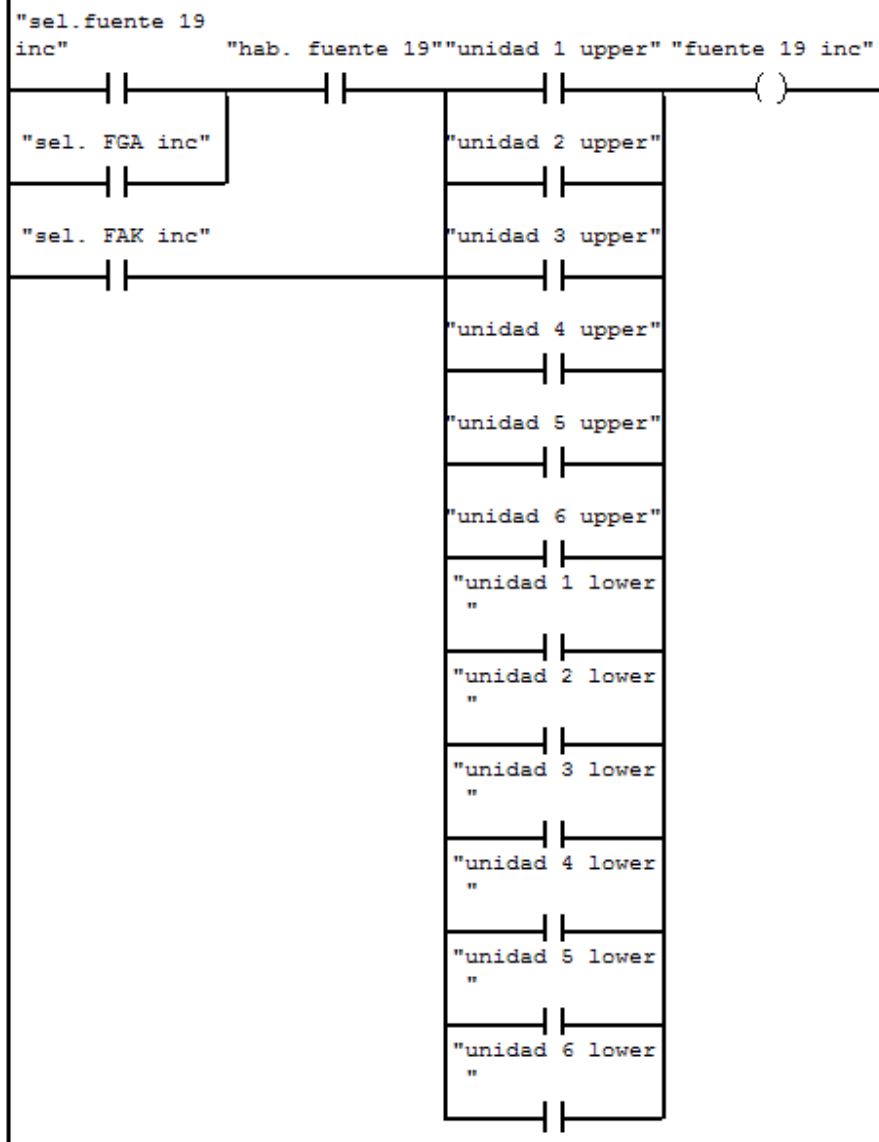 "sel.fuente 19
inc"
"hab. fuente 19"
"unidad 1 upper"
"fuente 19 inc"
"sel. FGA inc"
"unidad 2 upper"
"sel. FAK inc"
"unidad 3 upper"
"unidad 4 upper"
"unidad 5 upper"
"unidad 6 upper"
"unidad 1 lower
"
"unidad 2 lower
"
"unidad 3 lower
"
"unidad 4 lower
"
"unidad 5 lower
"
"unidad 6 lower
"